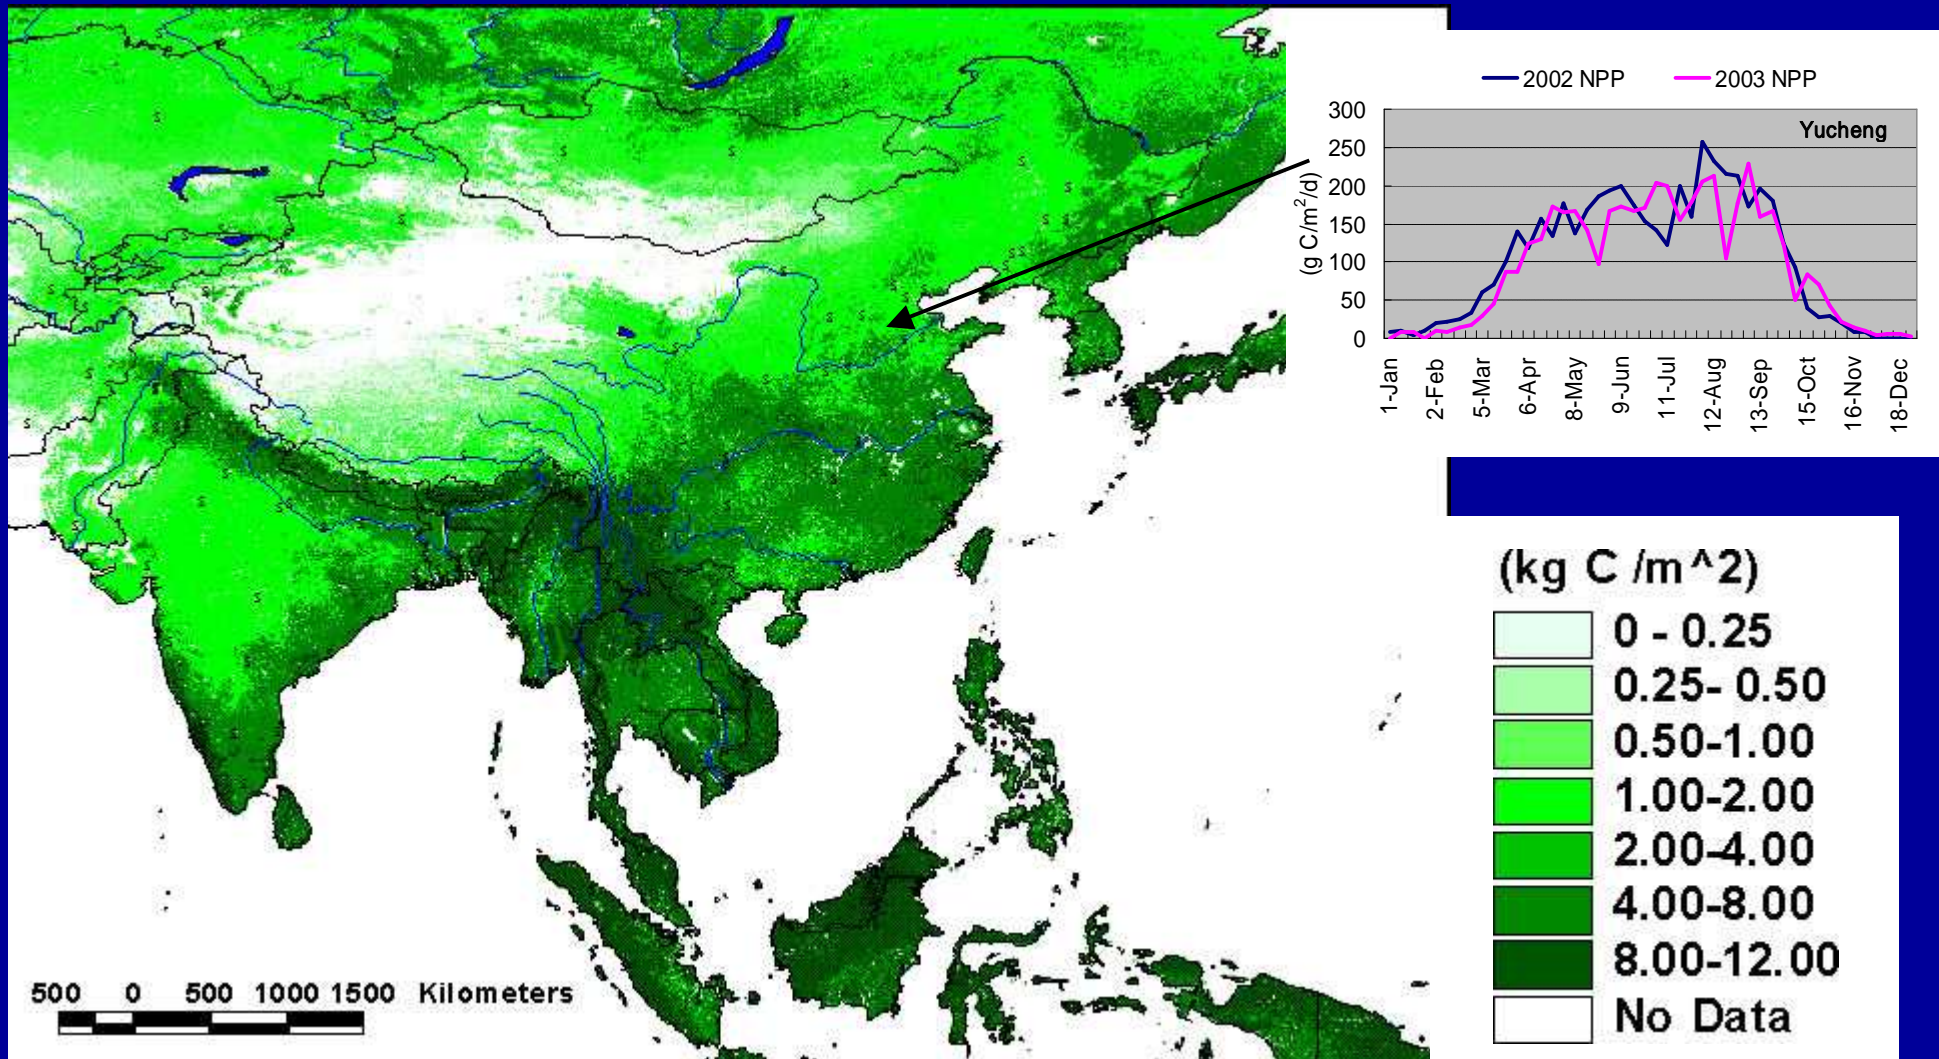 2002 NPP 2003 NPP
Yucheng
(g C/m²/d)
300
250
200
150
100
50
0
1-Jan
2-Feb
5-Mar
6-Apr
8-May
9-Jun
11-Jul
12-Aug
13-Sep
15-Oct
16-Nov
18-Dec
(kg C /m^2)
0 - 0.25
0.25- 0.50
0.50-1.00
1.00-2.00
2.00-4.00
4.00-8.00
8.00-12.00
No Data
500 0 500 1000 1500 Kilometers